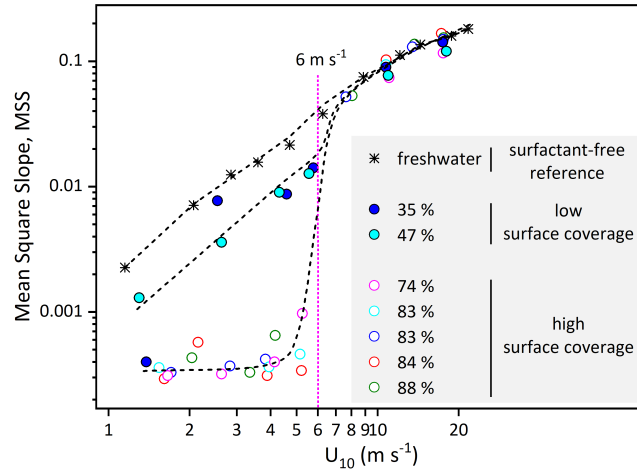 6 m s-1
Mean Square Slope, MSS
0.1
0.01
0.001
freshwater
surfactant-free
reference
35 %
47 %
low
surface coverage
74 %
83 %
83 %
84 %
88 %
high
surface coverage
1 2 3 4 5 6 7 8 9 10 20
U10 (m s-1)